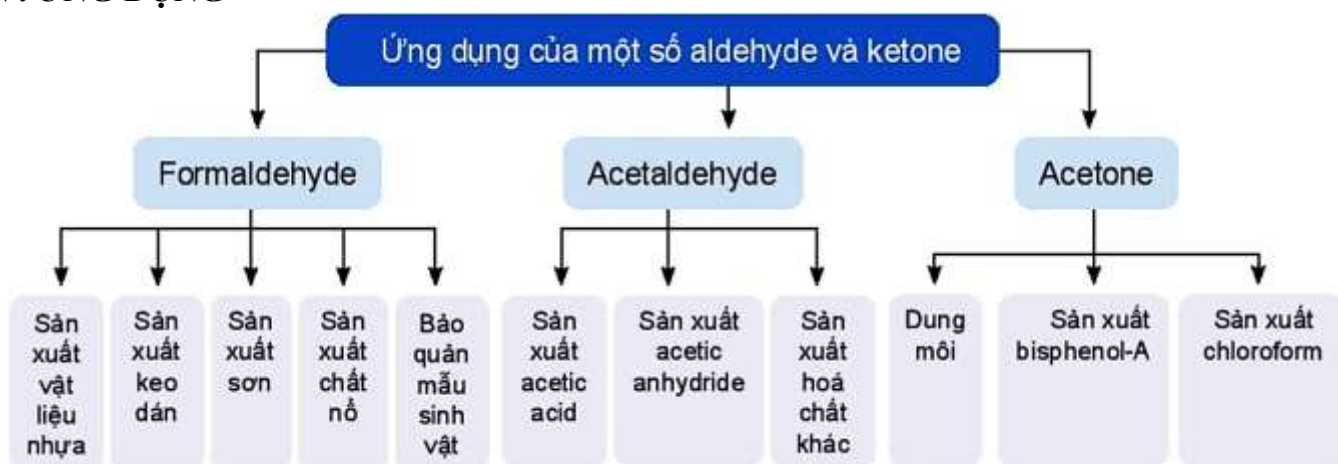 Ứng dụng của một số aldehyde và ketone
Formaldehyde
Acetaldehyde
Acetone
Sản
xuất
vật
liệu
nhựa
Sản
xuất
keo
dán
Sản
xuất
sơn
Sản
xuất
chất
nổ
Bảo
quản
mẫu
sinh
vật
Sản
xuất
acetic
acid
Sản xuất
acetic
anhydride
Sản
xuất
hoá
chất
khác
Dung
môi
Sản xuất
bisphenol-A
Sản xuất
chloroform